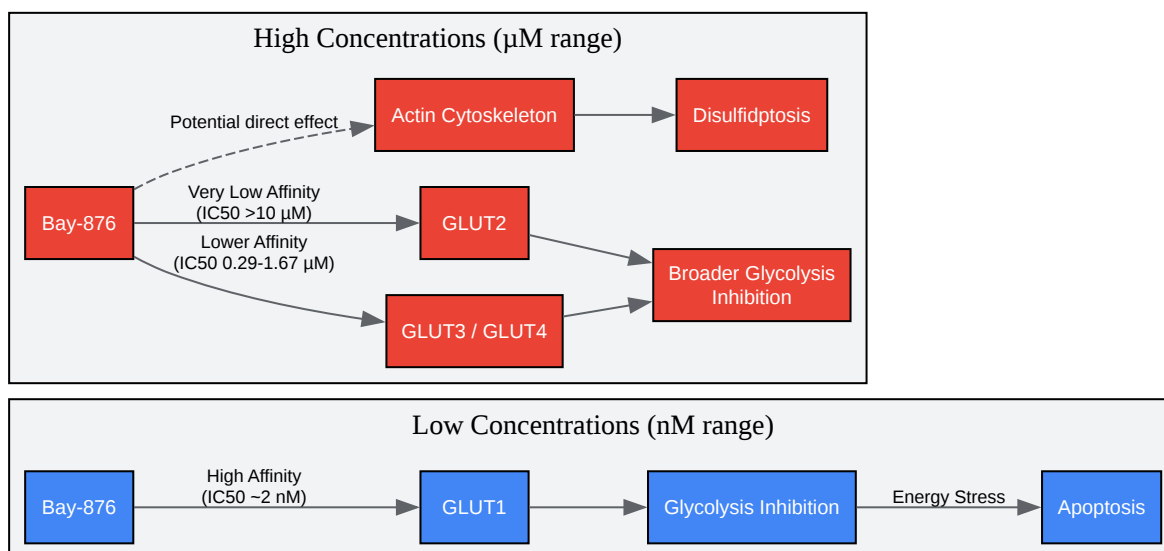 High Concentrations (µM range)
Potential direct effect
Actin Cytoskeleton
Disulfidptosis
Bay-876
Very Low Affinity
(IC50 >10 µM)
GLUT2
Lower Affinity
(IC50 0.29-1.67 µM)
Broader Glycolysis
Inhibition
GLUT3 / GLUT4
Low Concentrations (nM range)
Bay-876
High Affinity
(IC50 ~2 nM)
GLUT1
Glycolysis Inhibition
Energy Stress
Apoptosis